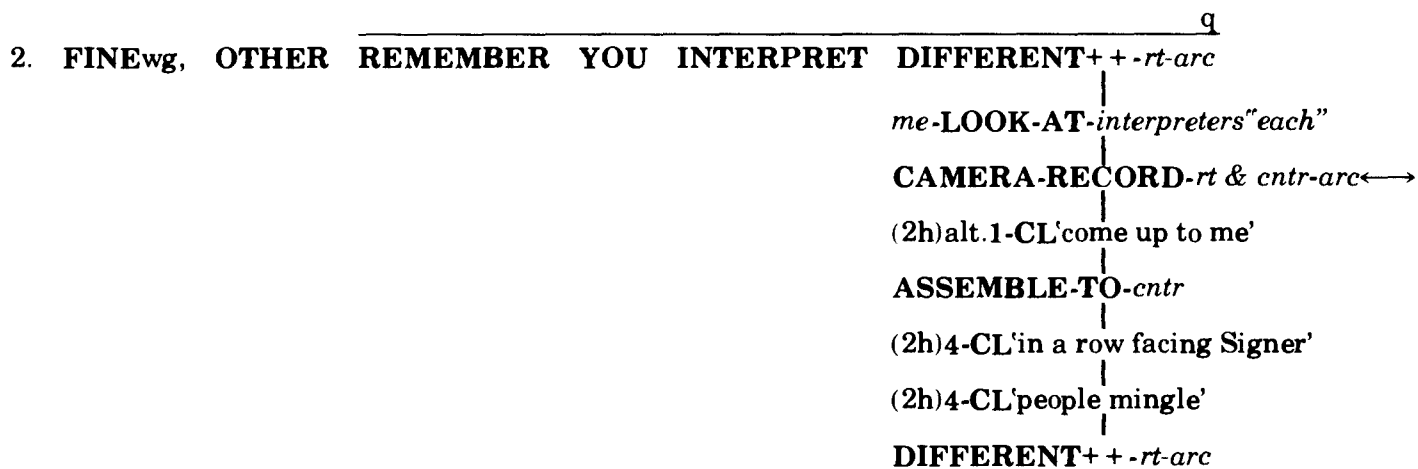 q
2. FINEwg, OTHER REMEMBER YOU INTERPRET DIFFERENT++-rt-arc
me-LOOK-AT-interpreters"each"
CAMERA-RECORD-rt & cntr-arc⟷
(2h)alt.1-CL'come up to me'
ASSEMBLE-TO-cntr
(2h)4-CL'in a row facing Signer'
(2h)4-CL'people mingle'
DIFFERENT++-rt-arc